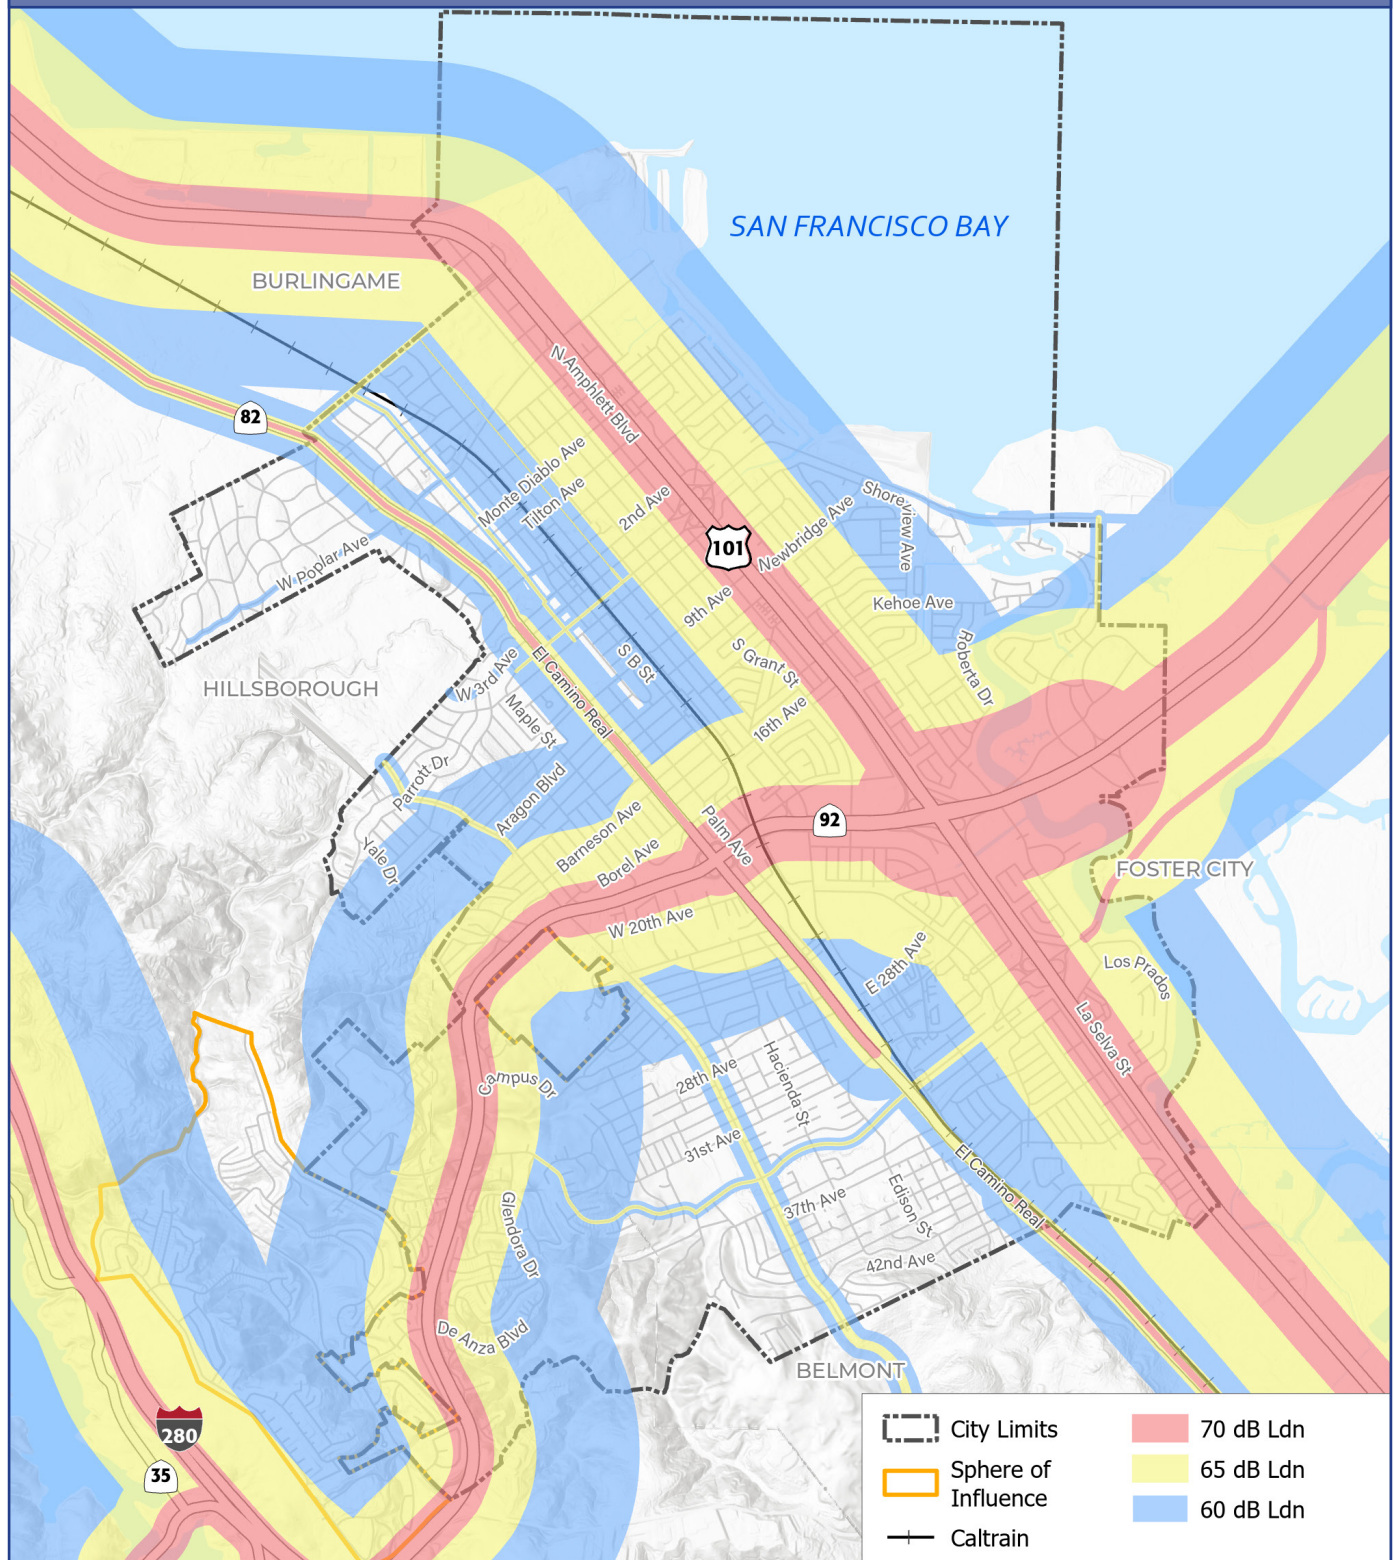 SAN FRANCISCO BAY
BURLINGAME
N Amphlett Blvd
82
Monte Diablo Ave
Tilton Ave
2nd Ave
Shoreview Ave
Newbridge Ave
101
W Poplar Ave
9th Ave
Kehoe Ave
S Grant St
Roberta Dr
El Camino Real
S B St
W 3rd Ave
HILLSBOROUGH
Maple St
16th Ave
Parrott Dr
Aragon Blvd
Barneson Ave
Palm Ave
92
Yale Dr
Borel Ave
FOSTER CITY
W 20th Ave
E 28th Ave
Los Prados
La Selva St
Campus Dr
28th Ave
Hacienda St
31st Ave
El Camino Real
37th Ave
Edison St
Glendora Dr
42nd Ave
De Anza Blvd
BELMONT
280
35
City Limits
Sphere of
Influence
Caltrain
70 dB Ldn
65 dB Ldn
60 dB Ldn